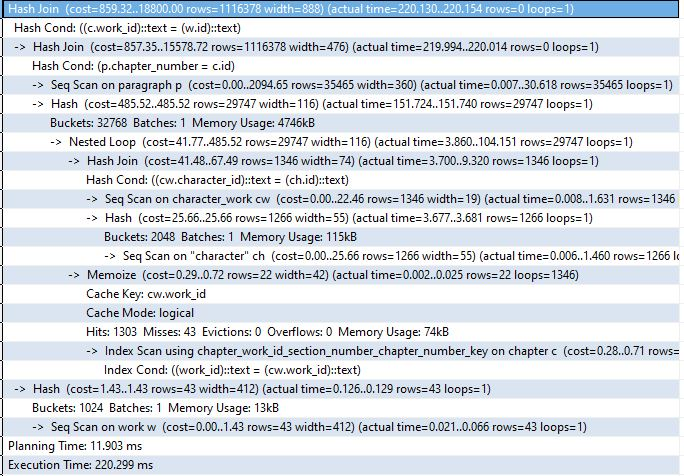 Hash Join (cost=859.32..18800.00 rows=1116378 width=888) (actual time=220.130..220.154 rows=0 loops=1)
Hash Cond: ((c.work_id)::text = (w.id)::text)
-> Hash Join (cost=857.35..15578.72 rows=1116378 width=476) (actual time=219.994..220.014 rows=0 loops=1)
Hash Cond: (p.chapter_number = c.id)
-> Seq Scan on paragraph p (cost=0.00..2094.65 rows=35465 width=360) (actual time=0.007..30.618 rows=35465 loops=1)
-> Hash (cost=485.52..485.52 rows=29747 width=116) (actual time=151.724..151.740 rows=29747 loops=1)
Buckets: 32768 Batches: 1 Memory Usage: 4746kB
-> Nested Loop (cost=41.77..485.52 rows=29747 width=116) (actual time=3.860..104.151 rows=29747 loops=1)
-> Hash Join (cost=41.48..67.49 rows=1346 width=74) (actual time=3.700..9.320 rows=1346 loops=1)
Hash Cond: ((cw.character_id)::text = (ch.id)::text)
-> Seq Scan on character_work cw (cost=0.00..22.46 rows=1346 width=19) (actual time=0.008..1.631 rows=1346
-> Hash (cost=25.66..25.66 rows=1266 width=55) (actual time=3.677..3.681 rows=1266 loops=1)
Buckets: 2048 Batches: 1 Memory Usage: 115kB
-> Seq Scan on "character" ch (cost=0.00..25.66 rows=1266 width=55) (actual time=0.006..1.460 rows=1266 l
-> Memoize (cost=0.29..0.72 rows=22 width=42) (actual time=0.002..0.025 rows=22 loops=1346)
Cache Key: cw.work_id
Cache Mode: logical
Hits: 1303 Misses: 43 Evictions: 0 Overflows: 0 Memory Usage: 74kB
-> Index Scan using chapter_work_id_section_number_chapter_number_key on chapter c (cost=0.28..0.71 rows=
Index Cond: ((work_id)::text = (cw.work_id)::text)
-> Hash (cost=1.43..1.43 rows=43 width=412) (actual time=0.126..0.129 rows=43 loops=1)
Buckets: 1024 Batches: 1 Memory Usage: 13kB
-> Seq Scan on work w (cost=0.00..1.43 rows=43 width=412) (actual time=0.021..0.066 rows=43 loops=1)
Planning Time: 11.903 ms
Execution Time: 220.299 ms